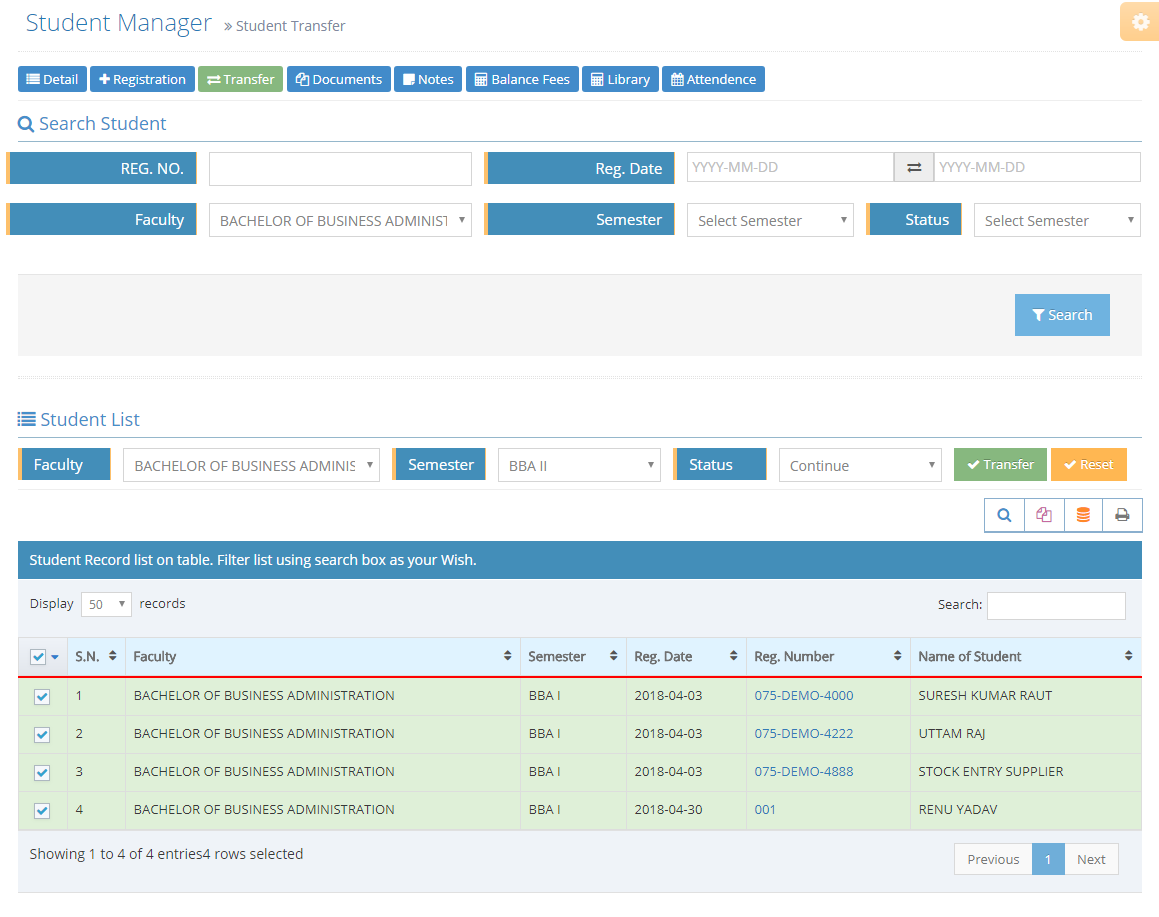 Student Manager » Student Transfer
Detail Registration Transfer Documents Notes Balance Fees Library Attendence
Search Student
REG. NO. Reg. Date YYYY-MM-DD YYYY-MM-DD
Faculty BACHELOR OF BUSINESS ADMINIST Semester Select Semester Status Select Semester
Search
Student List
Faculty BACHELOR OF BUSINESS ADMINIS Semester BBA II Status Continue Transfer Reset
Student Record list on table. Filter list using search box as your Wish.
Display 50 records Search:
S.N. Faculty Semester Reg. Date Reg. Number Name of Student
1 BACHELOR OF BUSINESS ADMINISTRATION BBA I 2018-04-03 075-DEMO-4000 SURESH KUMAR RAUT
2 BACHELOR OF BUSINESS ADMINISTRATION BBA I 2018-04-03 075-DEMO-4222 UTTAM RAJ
3 BACHELOR OF BUSINESS ADMINISTRATION BBA I 2018-04-03 075-DEMO-4888 STOCK ENTRY SUPPLIER
4 BACHELOR OF BUSINESS ADMINISTRATION BBA I 2018-04-30 001 RENU YADAV
Showing 1 to 4 of 4 entries4 rows selected
Previous 1 Next